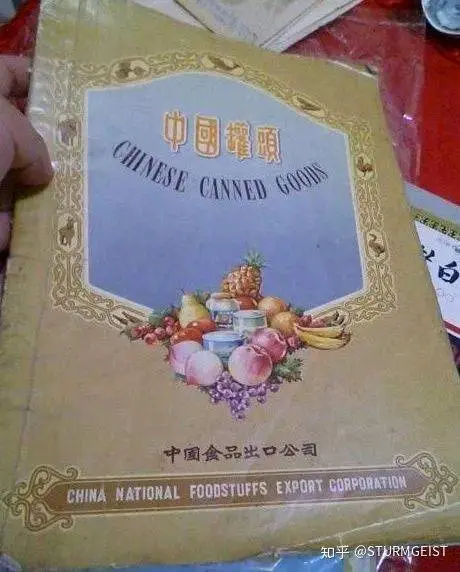 中國罐頭
CHINESE CANNED GOODS
中国食品出口公司
CHINA NATIONAL FOODSTUFFS EXPORT CORPORATION
白
知乎 @STURMGEIST